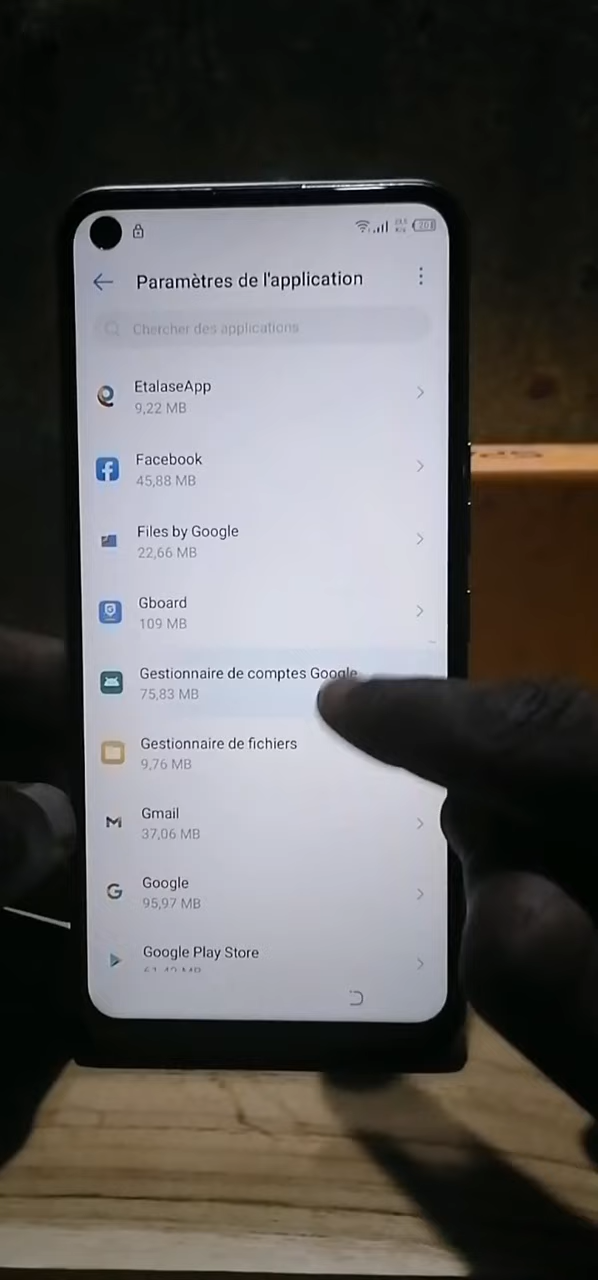 Paramètres de l'application
Chercher des applications
EtalaseApp
9,22 MB
Facebook
45,88 MB
Files by Google
22,66 MB
Gboard
109 MB
Gestionnaire de comptes Google
75,83 MB
Gestionnaire de fichiers
9,76 MB
Gmail
37,06 MB
Google
95,97 MB
Google Play Store